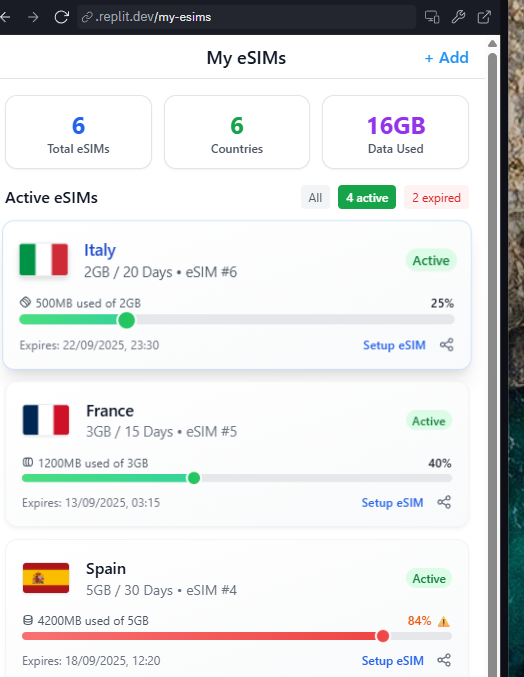 .replit.dev/my-esims
My eSIMs
+ Add
6
Total eSIMs
6
Countries
16GB
Data Used
Active eSIMs
All
4 active
2 expired
Italy
2GB / 20 Days • eSIM #6
Active
500MB used of 2GB
25%
Expires: 22/09/2025, 23:30
Setup eSIM
France
3GB / 15 Days • eSIM #5
Active
1200MB used of 3GB
40%
Expires: 13/09/2025, 03:15
Setup eSIM
Spain
5GB / 30 Days • eSIM #4
Active
4200MB used of 5GB
84% ⚠️
Expires: 18/09/2025, 12:20
Setup eSIM